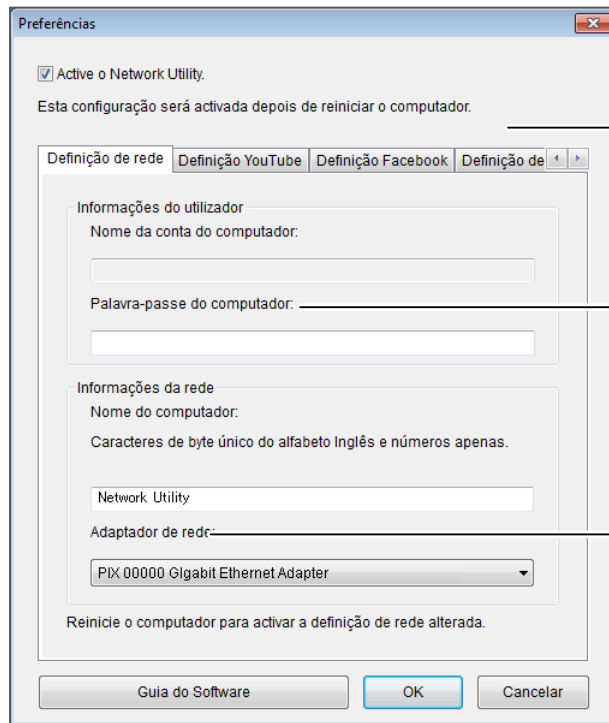 Preferências
Active o Network Utility.
Esta configuração será activada depois de reiniciar o computador.
Definição de rede
Definição YouTube
Definição Facebook
Definição de
Informações do utilizador
Nome da conta do computador:
Palavra-passe do computador:
Informações da rede
Nome do computador:
Caracteres de byte único do alfabeto Inglês e números apenas.
Network Utility
Adaptador de rede:
PIX 00000 GIgabit Ethernet Adapter
Reinicie o computador para activar a definição de rede alterada.
Guia do Software
OK
Cancelar